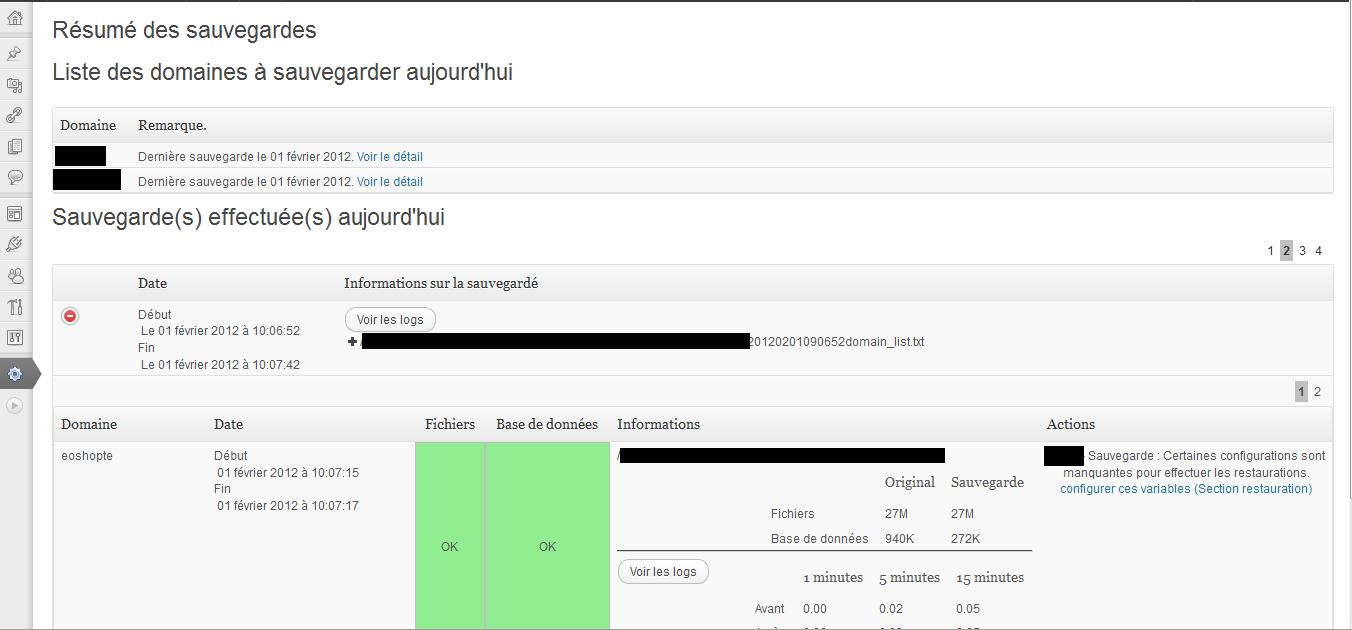 Résumé des sauvegardes
Liste des domaines à sauvegarder aujourd'hui
Domaine Remarque.
Dernière sauvegarde le 01 février 2012. Voir le détail
Dernière sauvegarde le 01 février 2012. Voir le détail
Sauvegarde(s) effectuée(s) aujourd'hui
1 2 3 4
Date Informations sur la sauvegardé
Début
Le 01 février 2012 à 10:06:52
Fin
Le 01 février 2012 à 10:07:42
Voir les logs
20120201090652domain_list.txt
1 2
Domaine Date Fichiers Base de données Informations Actions
eoshopte
Début
01 février 2012 à 10:07:15
Fin
01 février 2012 à 10:07:17
OK OK
/
Original Sauvegarde
Fichiers 27M 27M
Base de données 940K 272K
Voir les logs
1 minutes 5 minutes 15 minutes
Avant 0.00 0.02 0.05
Sauvegarde : Certaines configurations sont
manquantes pour effectuer les restaurations.
configurer ces variables (Section restauration)